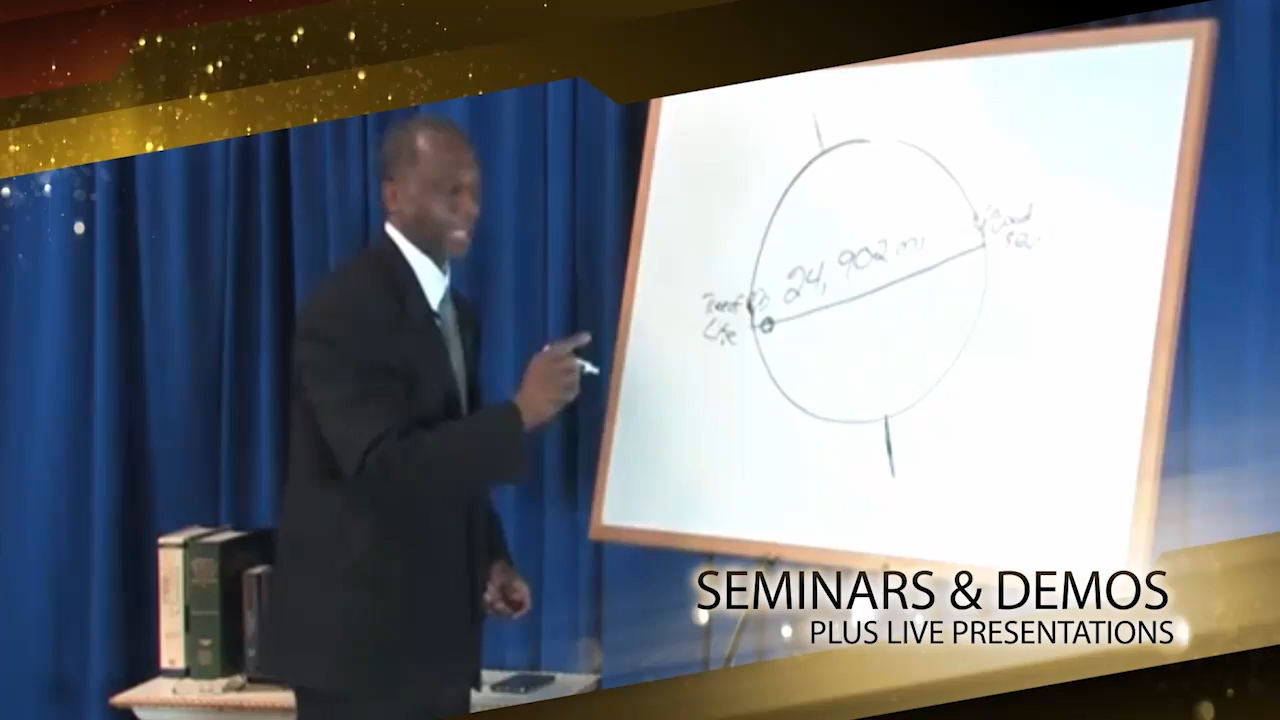 24,902 mi
Tree of
Life
SEMINARS & DEMOS
PLUS LIVE PRESENTATIONS